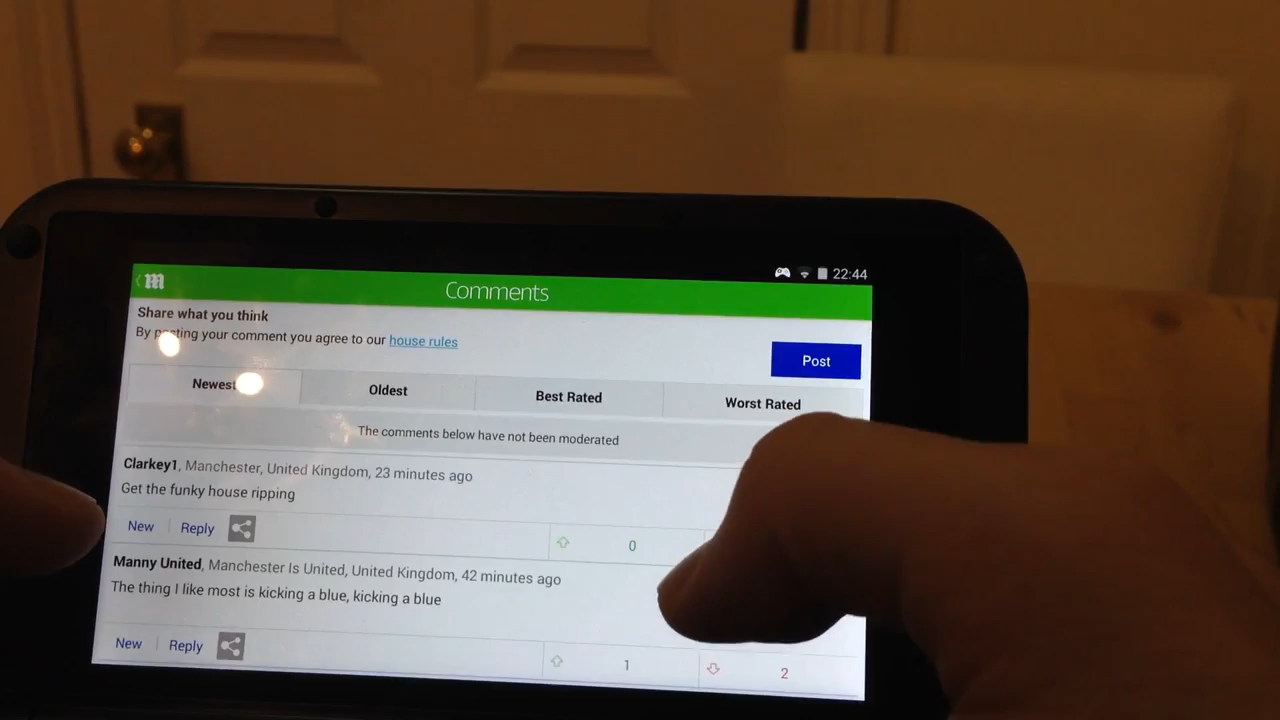 22:44
m
Comments
Share what you think
By posting your comment you agree to our house rules
Post
Newest Oldest Best Rated Worst Rated
The comments below have not been moderated
Clarkey1, Manchester, United Kingdom, 23 minutes ago
Get the funky house ripping
New Reply 0
Manny United, Manchester Is United, United Kingdom, 42 minutes ago
The thing I like most is kicking a blue, kicking a blue
New Reply 1 2